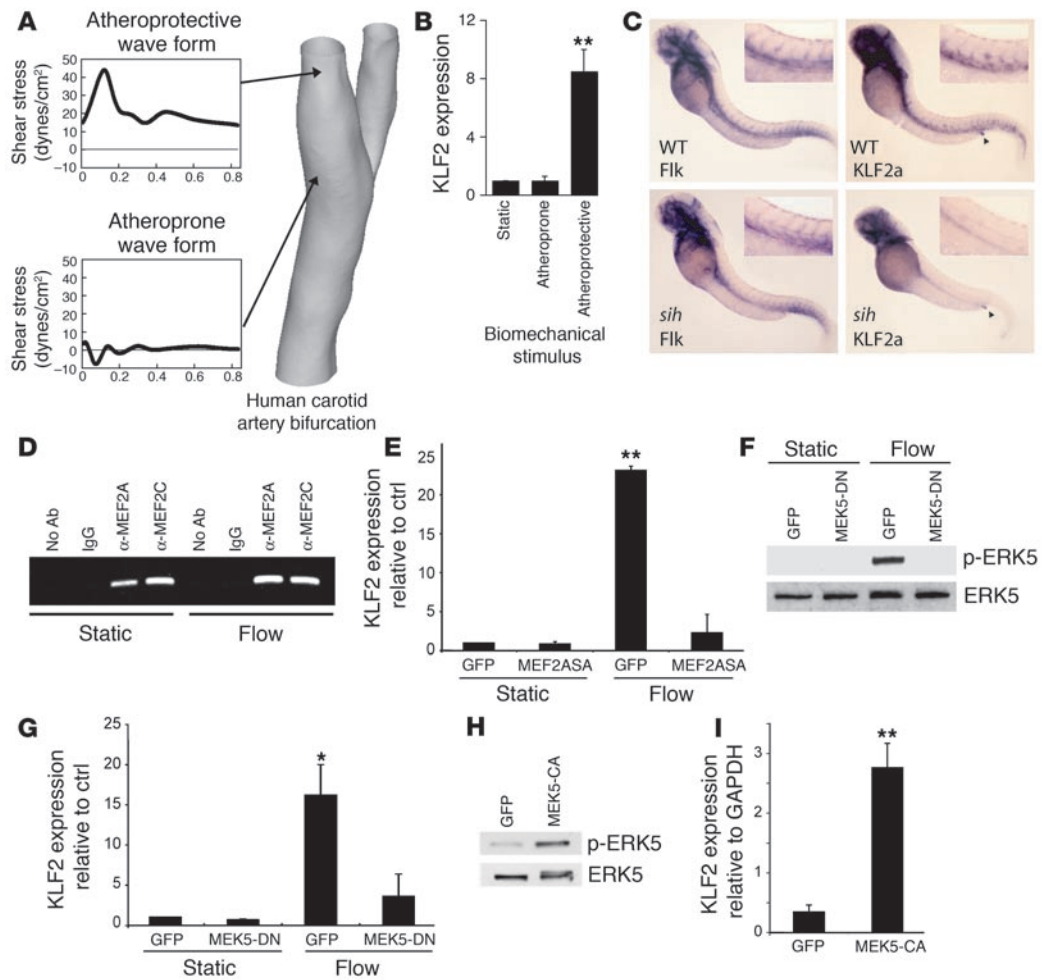 A
Atheroprotective
wave form
Shear stress
(dynes/cm²)
50
40
30
20
10
0
−10
0 0.2 0.4 0.6 0.8
Atheroprone
wave form
Shear stress
(dynes/cm²)
50
40
30
20
10
0
−10
0 0.2 0.4 0.6 0.8
Human carotid
artery bifurcation
B
KLF2 expression
12
8
4
0
**
Static
Atheroprone
Atheroprotective
Biomechanical
stimulus
C
WT
Flk
WT
KLF2a
sih
Flk
sih
KLF2a
D
No Ab
IgG
α-MEF2A
α-MEF2C
No Ab
IgG
α-MEF2A
α-MEF2C
Static Flow
E
KLF2 expression
relative to ctrl
25
20
15
10
5
0
**
GFP MEF2ASA GFP MEF2ASA
Static Flow
F
Static Flow
GFP
MEK5-DN
GFP
MEK5-DN
p-ERK5
ERK5
G
KLF2 expression
relative to ctrl
25
20
15
10
5
0
*
GFP MEK5-DN GFP MEK5-DN
Static Flow
H
GFP
MEK5-CA
p-ERK5
ERK5
I
KLF2 expression
relative to GAPDH
3
2
1
0
**
GFP MEK5-CA